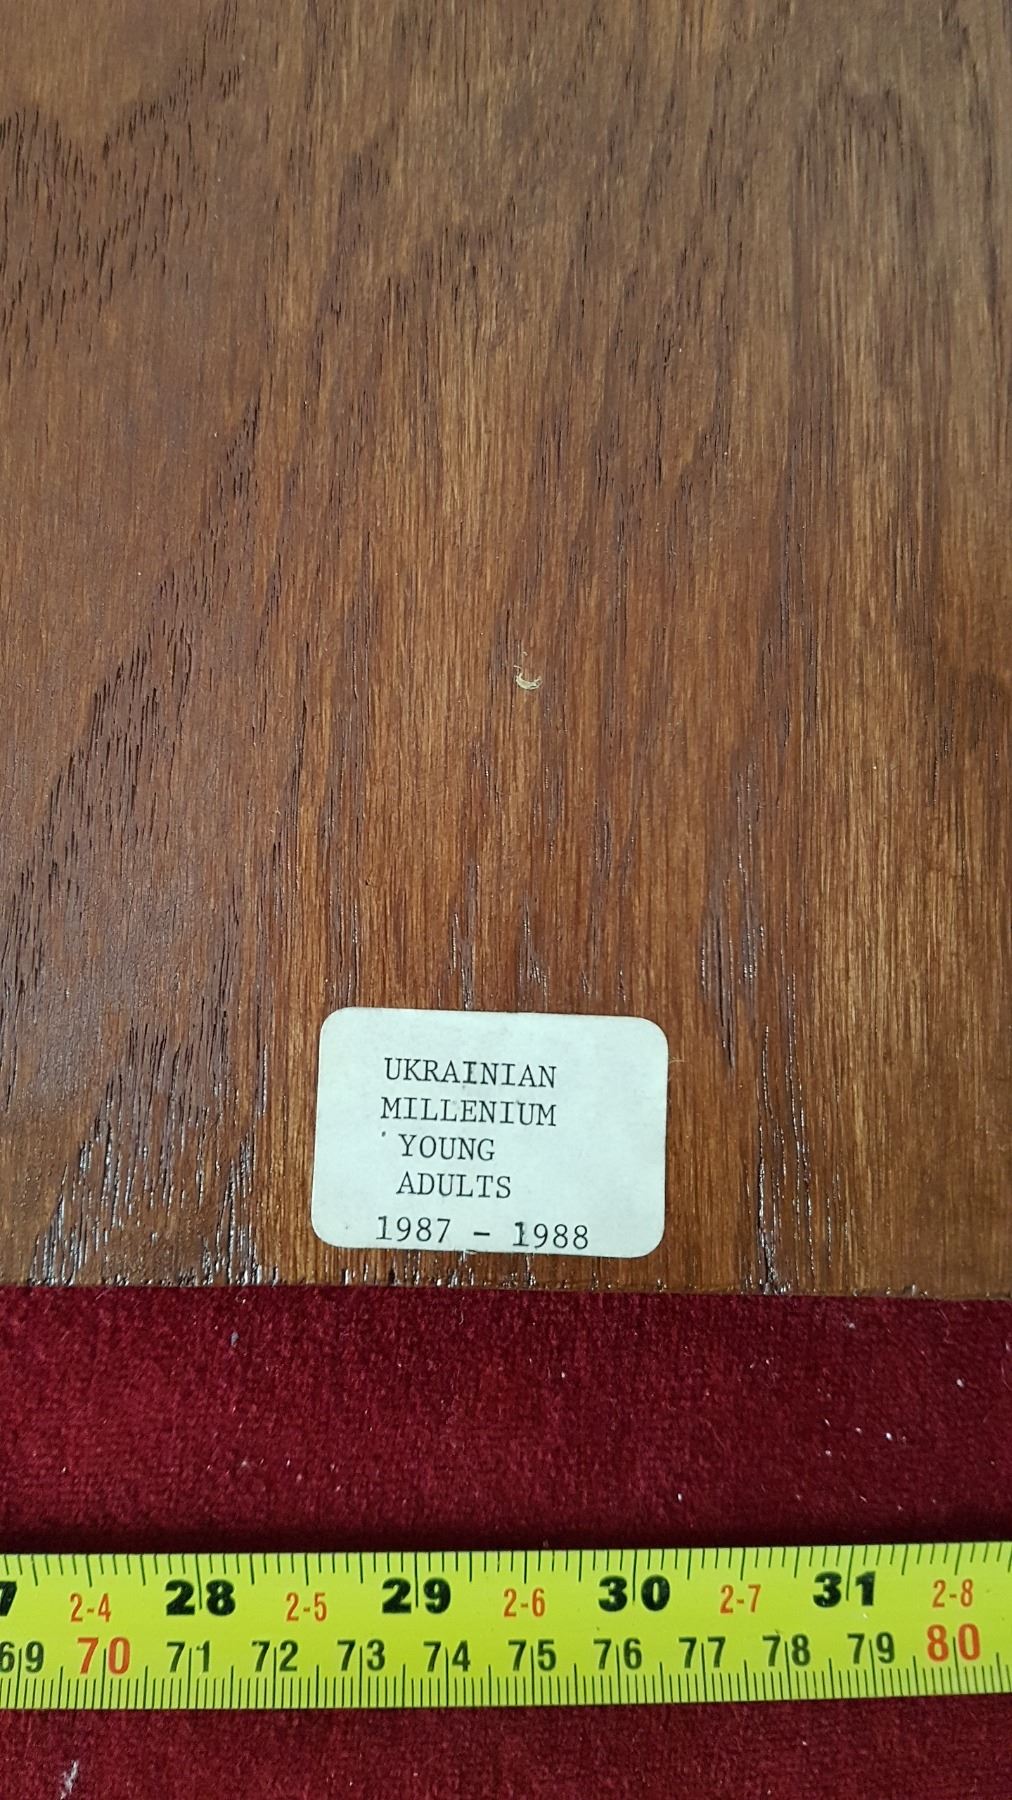 UKRAINIAN
MILLENIUM
YOUNG
ADULTS
1987 - 1988
7 2-4 28 2-5 29 2-6 30 2-7 31 2-8
69 70 71 72 73 74 75 76 77 78 79 80